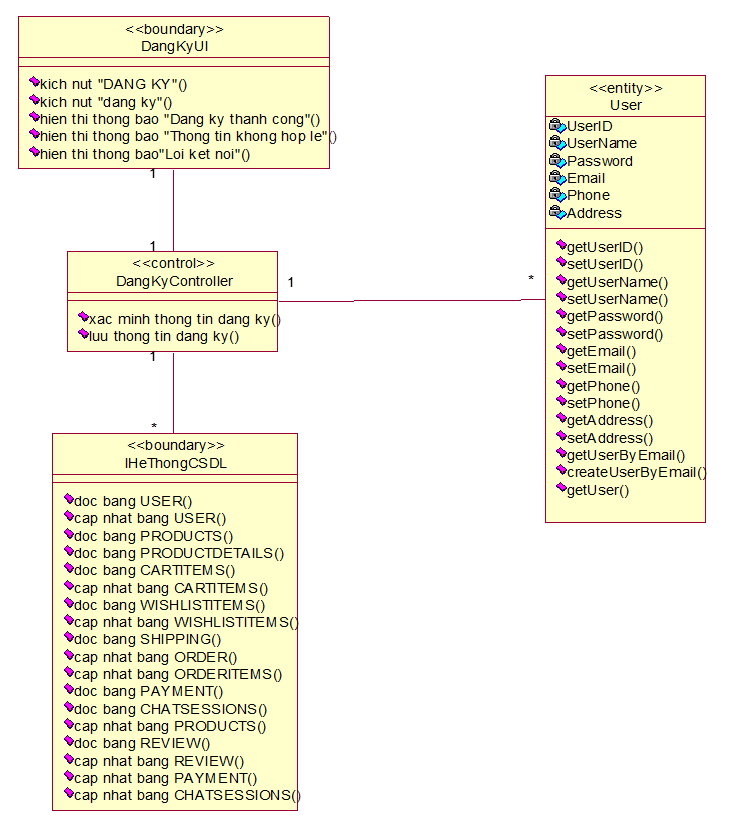 <<boundary>>
DangKyUI
kich nut "DANG KY"()
kich nut "dang ky"()
hien thi thong bao "Dang ky thanh cong"()
hien thi thong bao "Thong tin khong hop le"()
hien thi thong bao"Loi ket noi"()
1
1
<<control>>
DangKyController
xac minh thong tin dang ky()
luu thong tin dang ky()
1
*
1
*
<<boundary>>
IHeThongCSDL
doc bang USER()
cap nhat bang USER()
doc bang PRODUCTS()
doc bang PRODUCTDETAILS()
doc bang CARTITEMS()
cap nhat bang CARTITEMS()
doc bang WISHLISTITEMS()
cap nhat bang WISHLISTITEMS()
doc bang SHIPPING()
cap nhat bang ORDER()
cap nhat bang ORDERITEMS()
doc bang PAYMENT()
doc bang CHATSESSIONS()
cap nhat bang PRODUCTS()
doc bang REVIEW()
cap nhat bang REVIEW()
cap nhat bang PAYMENT()
cap nhat bang CHATSESSIONS()
<<entity>>
User
UserID
UserName
Password
Email
Phone
Address
getUserID()
setUserID()
getUserName()
setUserName()
getPassword()
setPassword()
getEmail()
setEmail()
getPhone()
setPhone()
getAddress()
setAddress()
getUserByEmail()
createUserByEmail()
getUser()